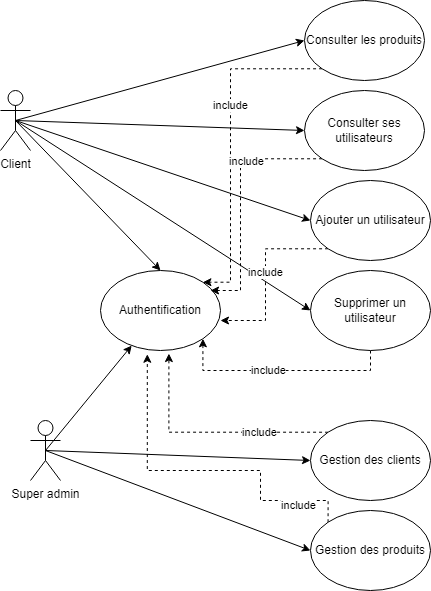 Consulter les produits
include
Client
Consulter ses
utilisateurs
include
Ajouter un utilisateur
include
Authentification
Supprimer un
utilisateur
include
Super admin
include
Gestion des clients
include
Gestion des produits